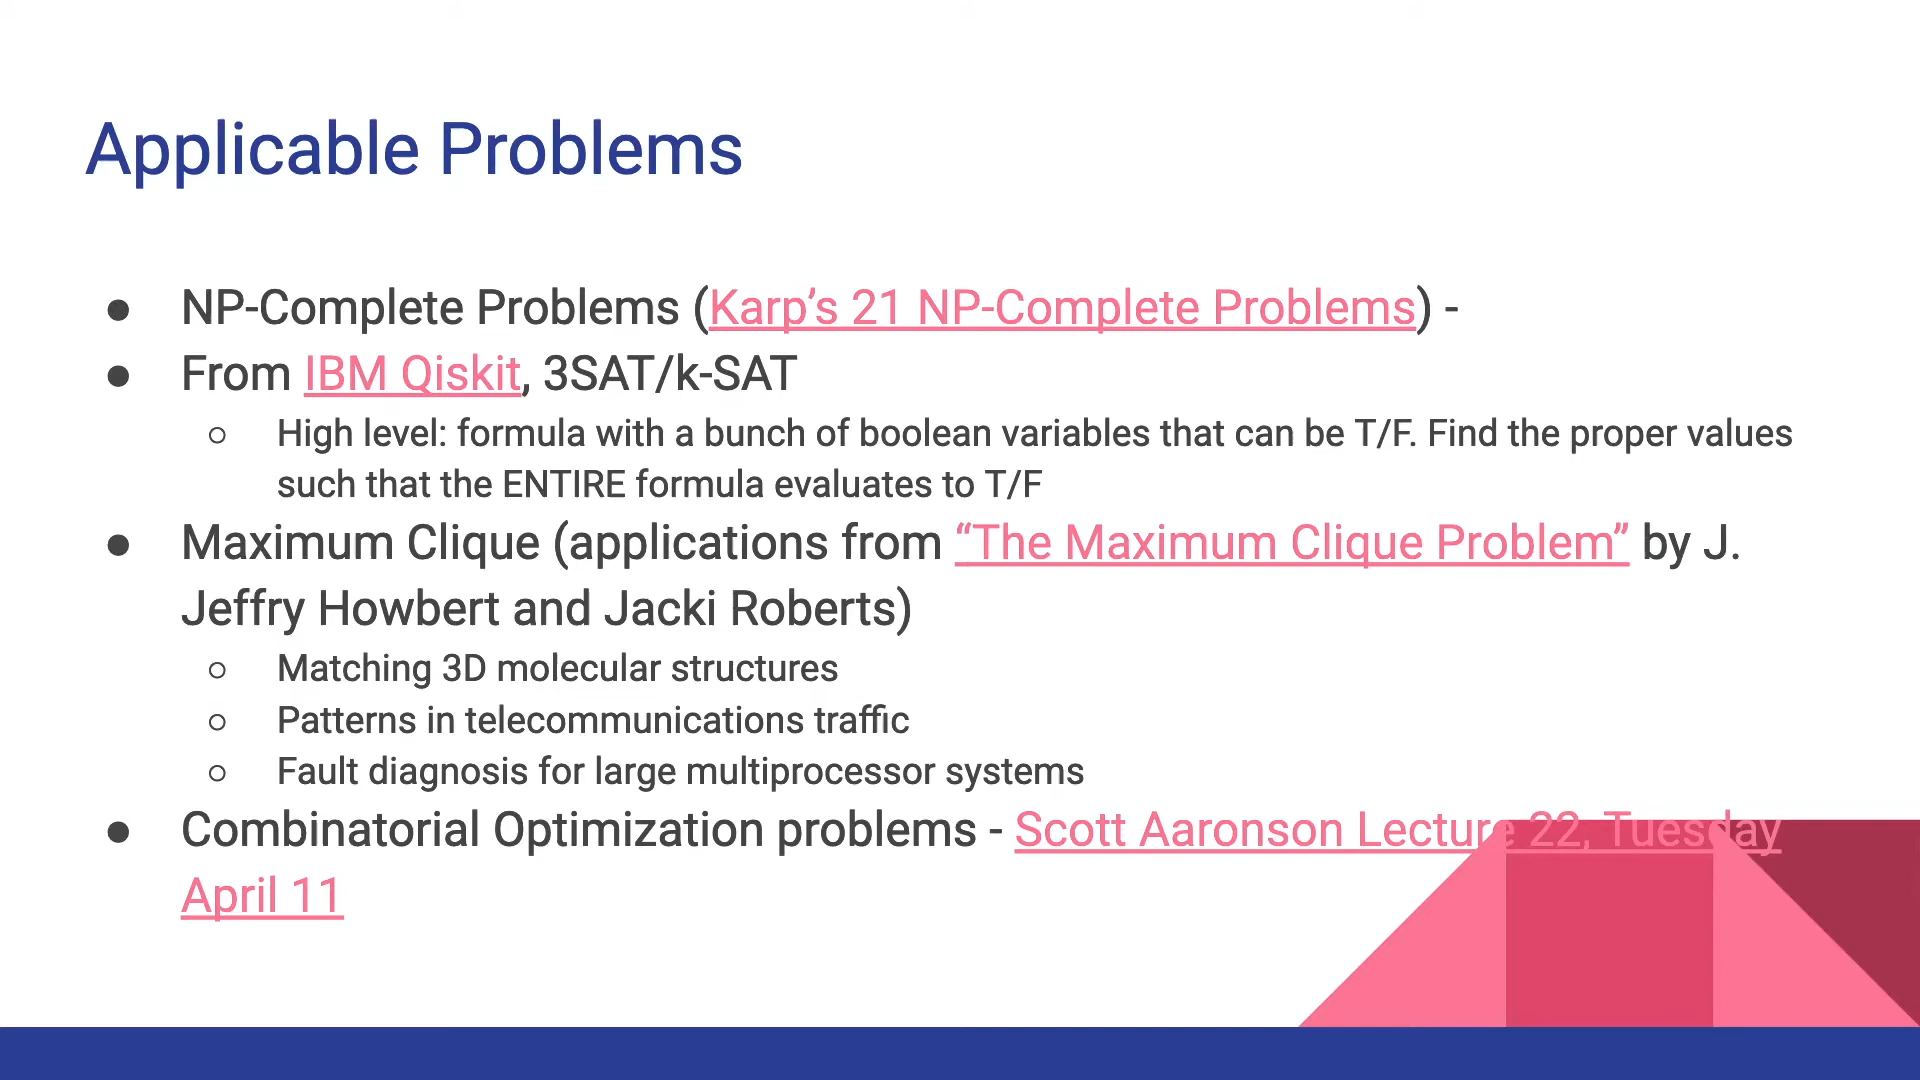 Applicable Problems
● NP-Complete Problems (Karp’s 21 NP-Complete Problems) -
● From IBM Qiskit, 3SAT/k-SAT
○ High level: formula with a bunch of boolean variables that can be T/F. Find the proper values
such that the ENTIRE formula evaluates to T/F
● Maximum Clique (applications from “The Maximum Clique Problem” by J.
Jeffry Howbert and Jacki Roberts)
○ Matching 3D molecular structures
○ Patterns in telecommunications traffic
○ Fault diagnosis for large multiprocessor systems
● Combinatorial Optimization problems - Scott Aaronson Lecture 22, Tuesday
April 11